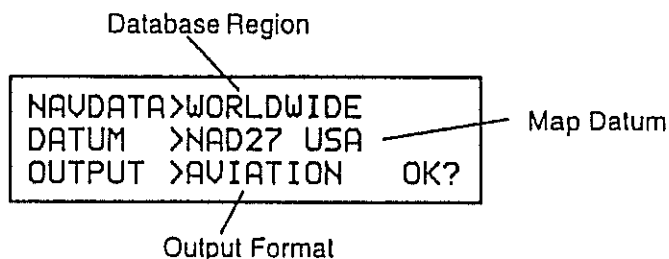 Database Region
NAVDATA>WORLDWIDE
DATUM >NAD27 USA
Map Datum
OUTPUT >AVIATION OK?
Output Format